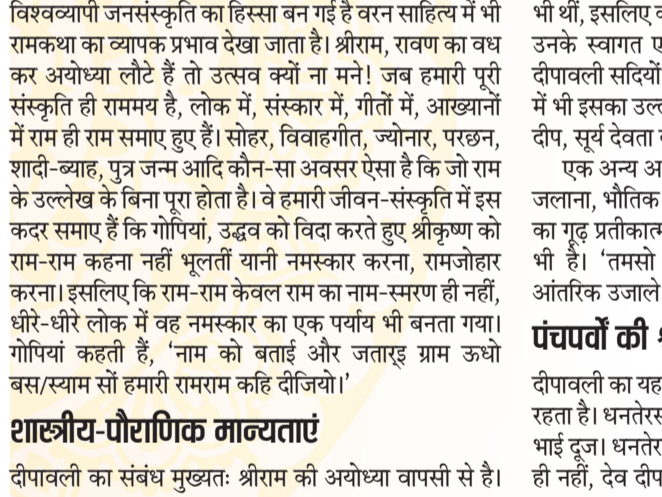 विश्वव्यापी जनसंस्कृति का हिस्सा बन गई है वरन साहित्य में भी
रामकथा का व्यापक प्रभाव देखा जाता है। श्रीराम, रावण का वध
कर अयोध्या लौटे हैं तो उत्सव क्यों ना मने! जब हमारी पूरी
संस्कृति ही राममय है, लोक में, संस्कार में, गीतों में, आख्यानों
में राम ही राम समाए हुए हैं। सोहर, विवाहगीत, ज्योनार, परछन,
शादी-ब्याह, पुत्र जन्म आदि कौन-सा अवसर ऐसा है कि जो राम
के उल्लेख के बिना पूरा होता है। वे हमारी जीवन-संस्कृति में इस
कदर समाए हैं कि गोपियां, उद्धव को विदा करते हुए श्रीकृष्ण को
राम-राम कहना नहीं भूलतीं यानी नमस्कार करना, रामजोहार
करना। इसलिए कि राम-राम केवल राम का नाम-स्मरण ही नहीं,
धीरे-धीरे लोक में वह नमस्कार का एक पर्याय भी बनता गया।
गोपियां कहती हैं, ‘नाम को बताई और जताइ ग्राम ऊधो
बस/स्याम सों हमारी रामराम कहि दीजियो।’
शास्त्रीय-पौराणिक मान्यताएं
दीपावली का संबंध मुख्यतः श्रीराम की अयोध्या वापसी से है।
भी थीं, इसलिए
उनके स्वागत
दीपावली सदियों
में भी इसका
दीप, सूर्य देवता
एक अन्य
जलाना, भौतिक
का गूढ़
भी है। ‘तमसो
आंतरिक उजाले
पंचपर्वों की
दीपावली का यह
रहता है। धनतेरस
भाई दूज। धनतेर
ही नहीं, देव दीप